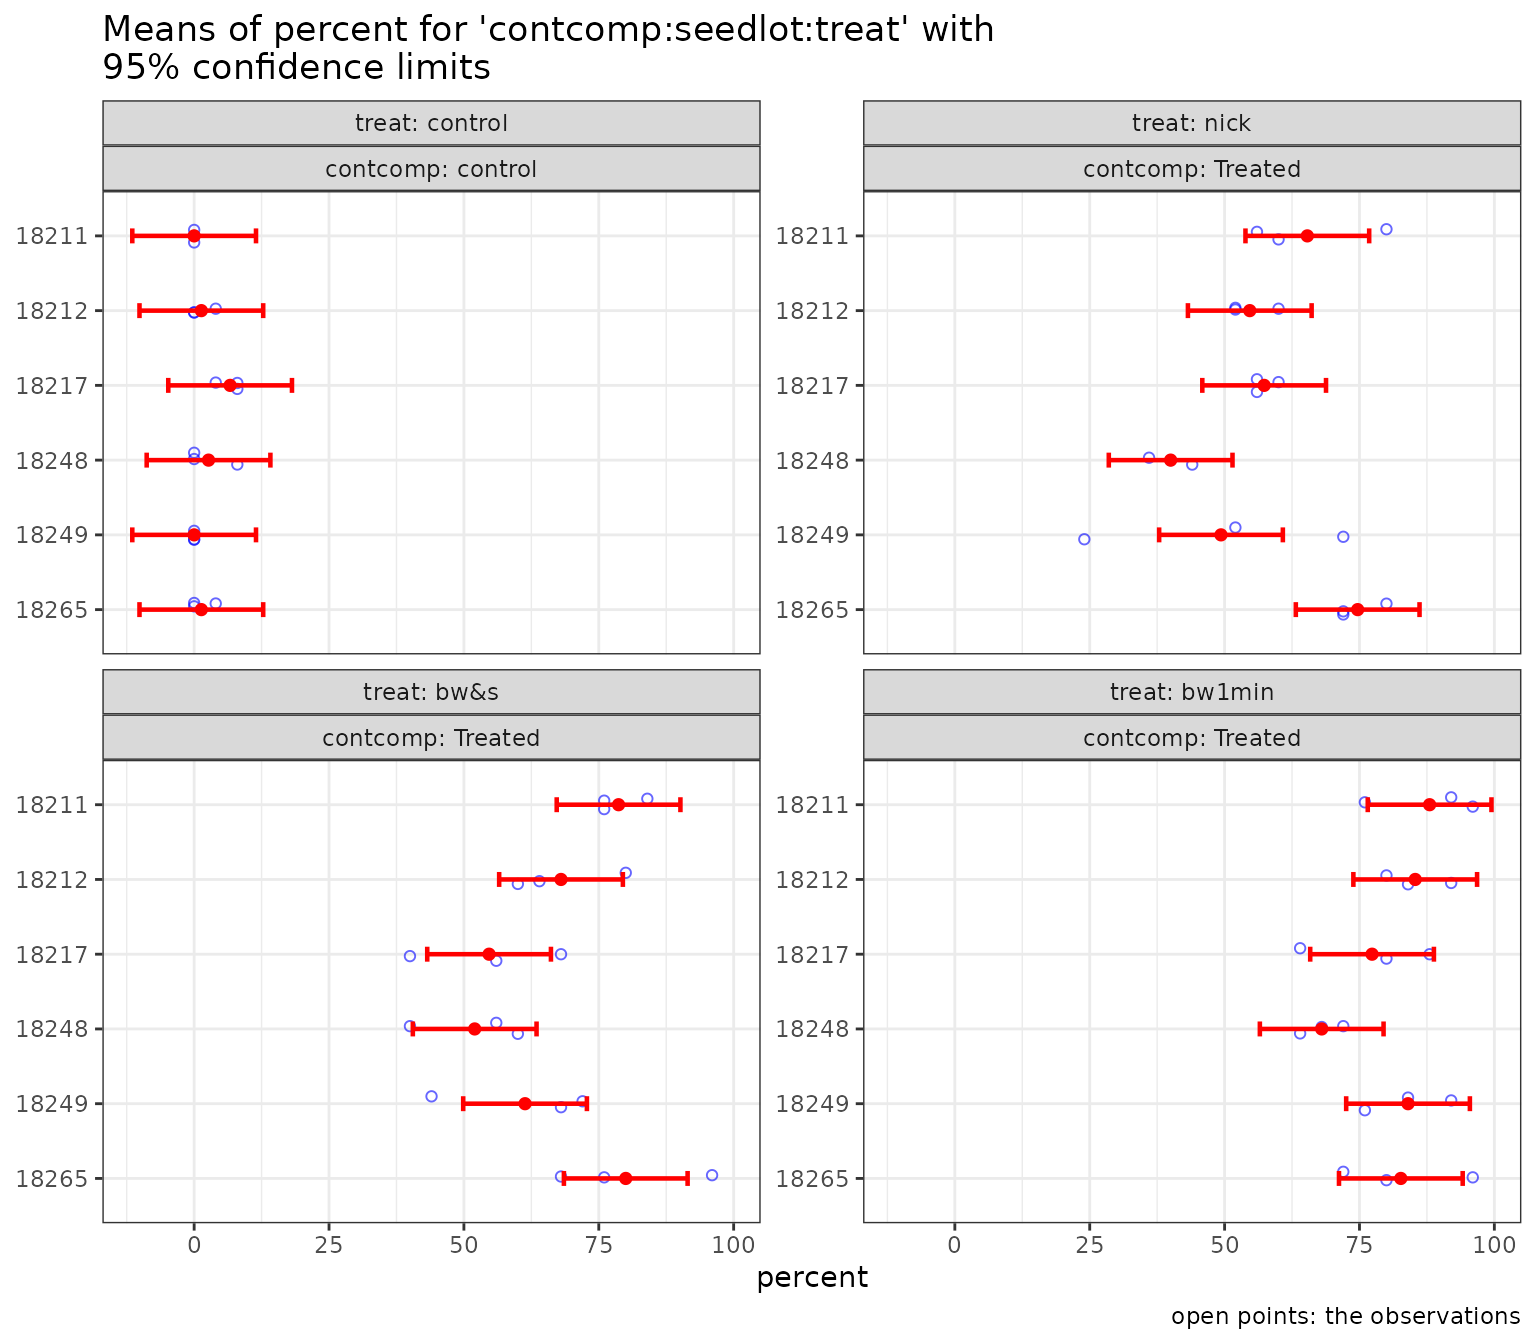 Means of percent for 'contcomp:seedlot:treat' with
95% confidence limits
treat: control
contcomp: control
18211
18212
18217
18248
18249
18265
treat: nick
contcomp: Treated
18211
18212
18217
18248
18249
18265
treat: bw&s
contcomp: Treated
18211
18212
18217
18248
18249
18265
0 25 50 75 100
treat: bw1min
contcomp: Treated
18211
18212
18217
18248
18249
18265
0 25 50 75 100
percent
open points: the observations